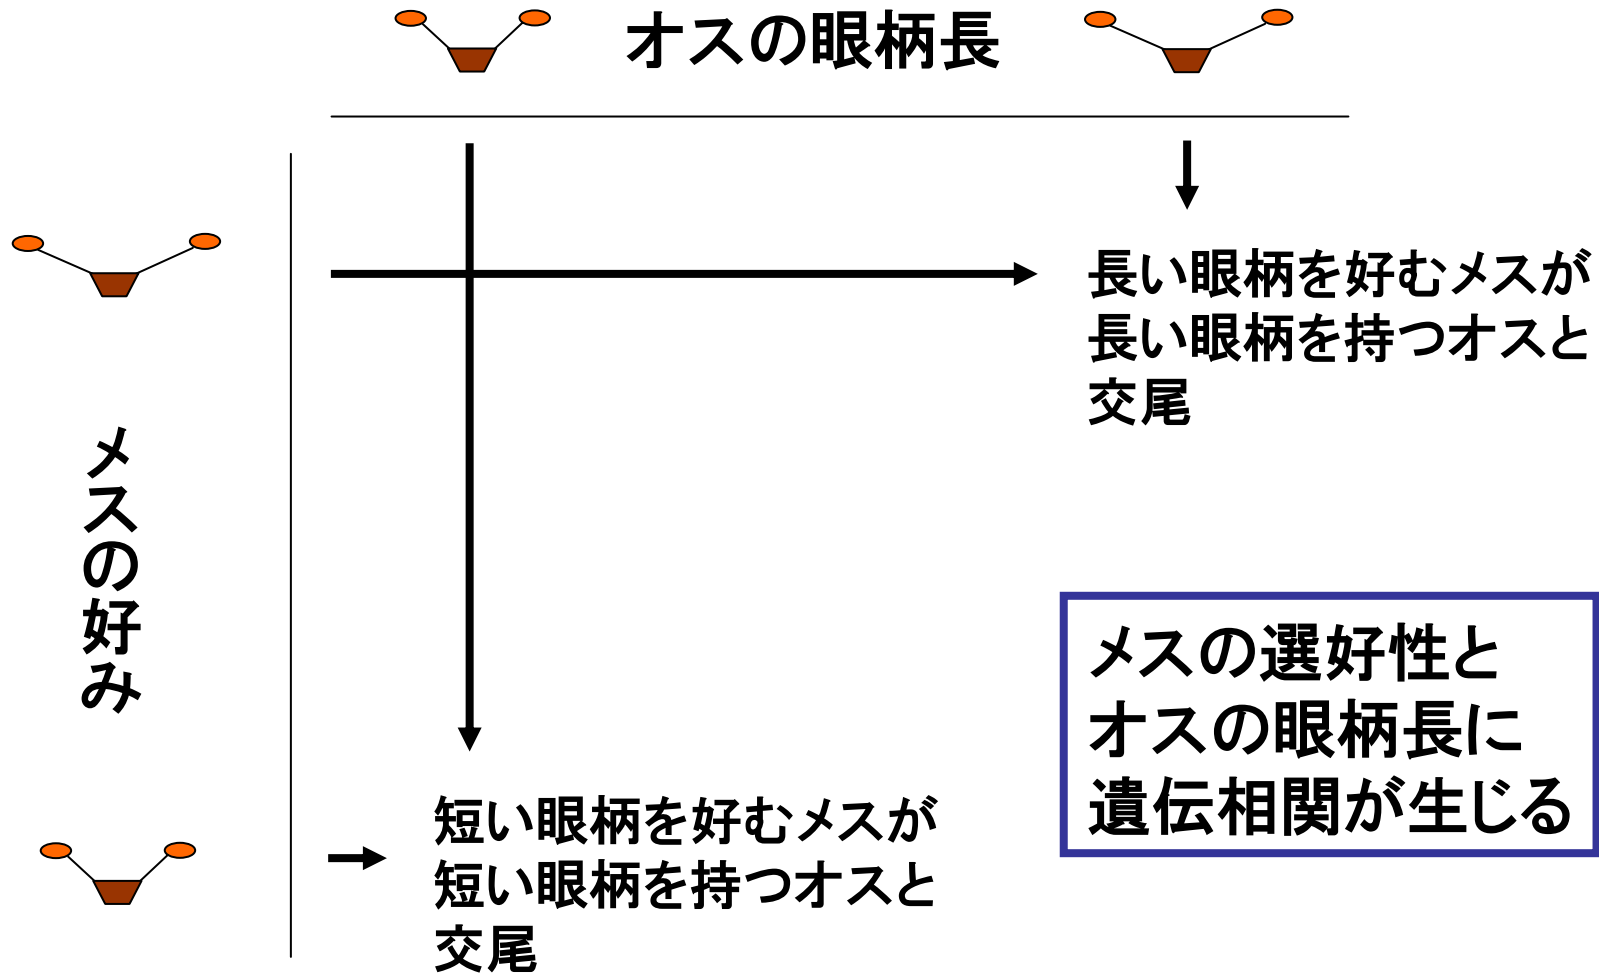 オスの眼柄長
長い眼柄を好むメスが
長い眼柄を持つオスと
交尾
メスの好み
メスの選好性と
オスの眼柄長に
遺伝相関が生じる
短い眼柄を好むメスが
短い眼柄を持つオスと
交尾